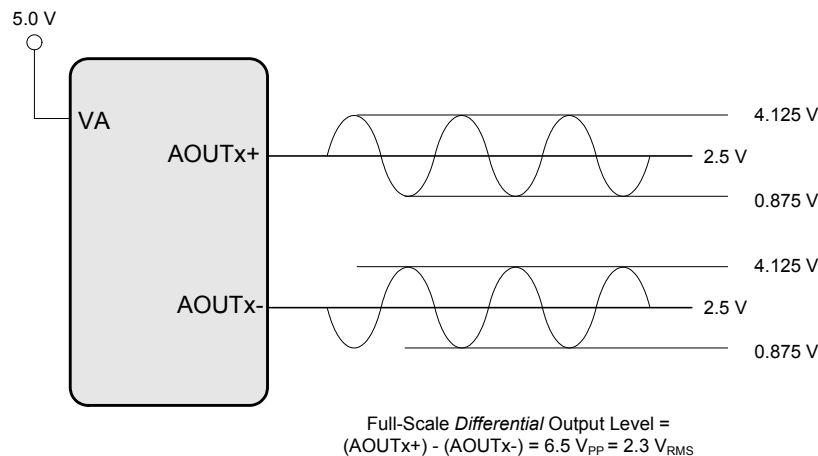 5.0 V
VA
AOUTx+
4.125 V
2.5 V
0.875 V
AOUTx-
4.125 V
2.5 V
0.875 V
Full-Scale Differential Output Level =
(AOUTx+) - (AOUTx-) = 6.5 VPP = 2.3 VRMS